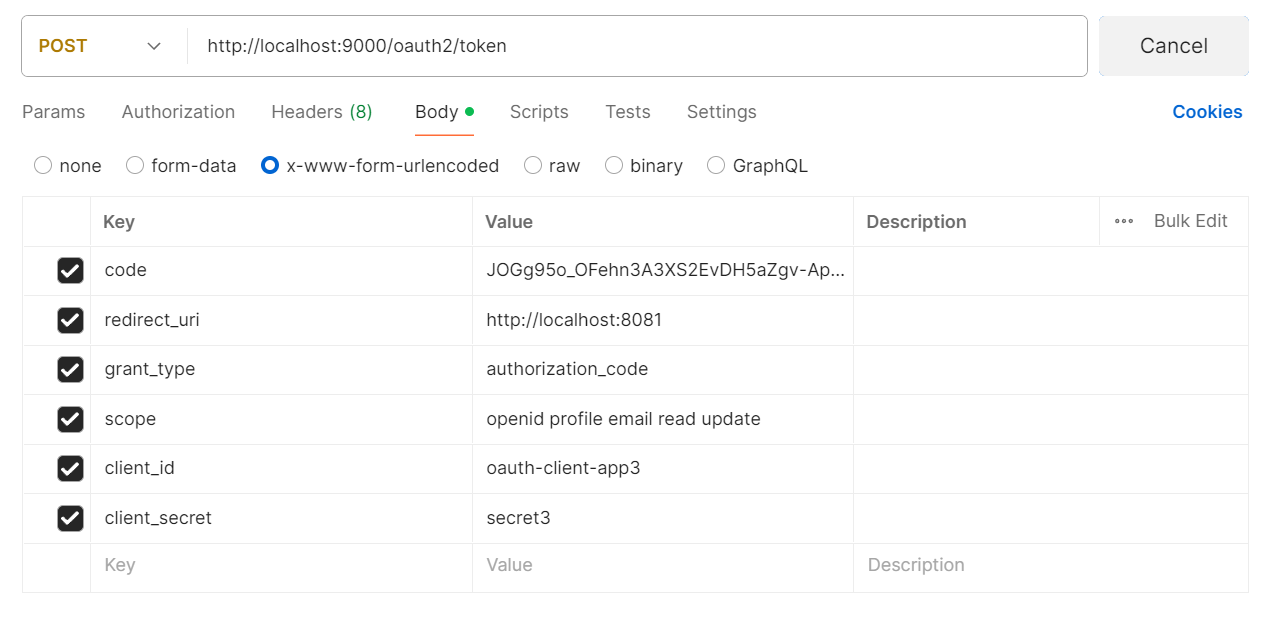 POST http://localhost:9000/oauth2/token Cancel
Params Authorization Headers (8) Body Scripts Tests Settings Cookies
none form-data x-www-form-urlencoded raw binary GraphQL
Key Value Description Bulk Edit
code JOGg95o_OFehn3A3XS2EvDH5aZgv-Ap...
redirect_uri http://localhost:8081
grant_type authorization_code
scope openid profile email read update
client_id oauth-client-app3
client_secret secret3
Key Value Description